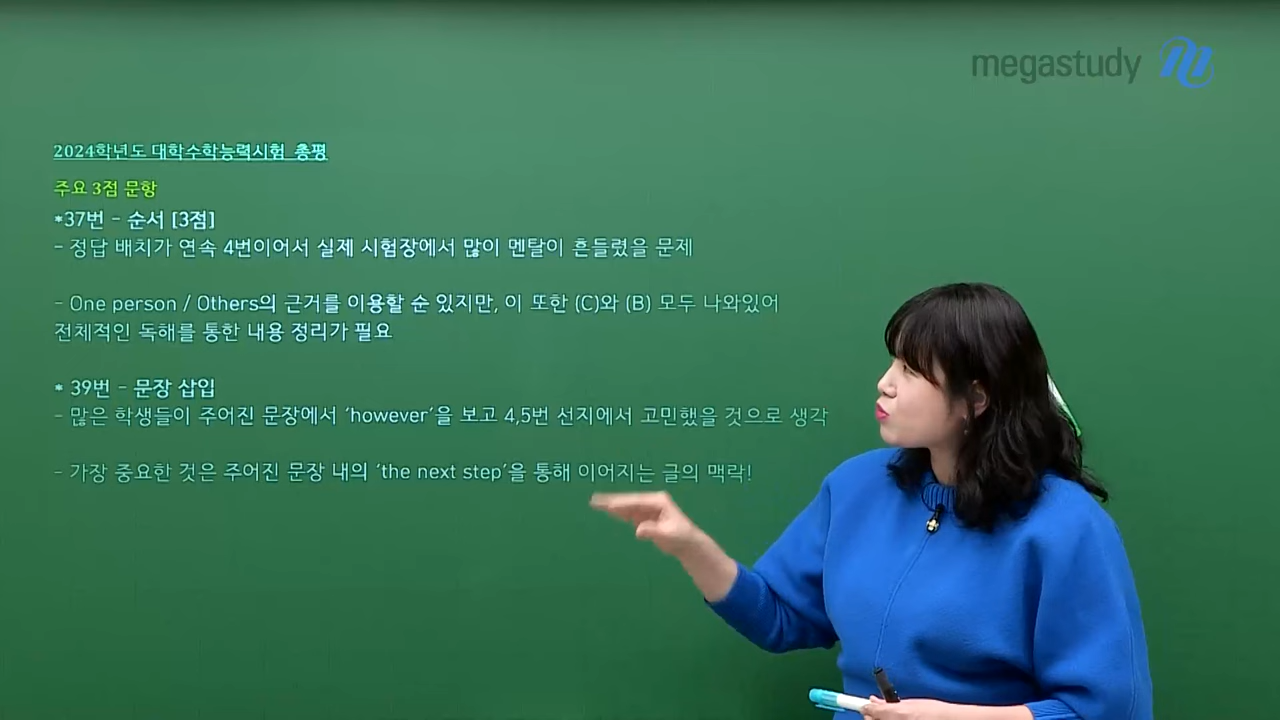 megastudy
2024학년도 대학수학능력시험 총평
주요 3점 문항
*37번 - 순서 [3점]
- 정답 배치가 연속 4번이어서 실제 시험장에서 많이 멘탈이 흔들렸을 문제
- One person / Others의 근거를 이용할 순 있지만, 이 또한 (C)와 (B) 모두 나와있어
전체적인 독해를 통한 내용 정리가 필요
* 39번 - 문장 삽입
- 많은 학생들이 주어진 문장에서 'however'을 보고 4,5번 선지에서 고민했을 것으로 생각
- 가장 중요한 것은 주어진 문장 내의 'the next step'을 통해 이어지는 글의 맥락!